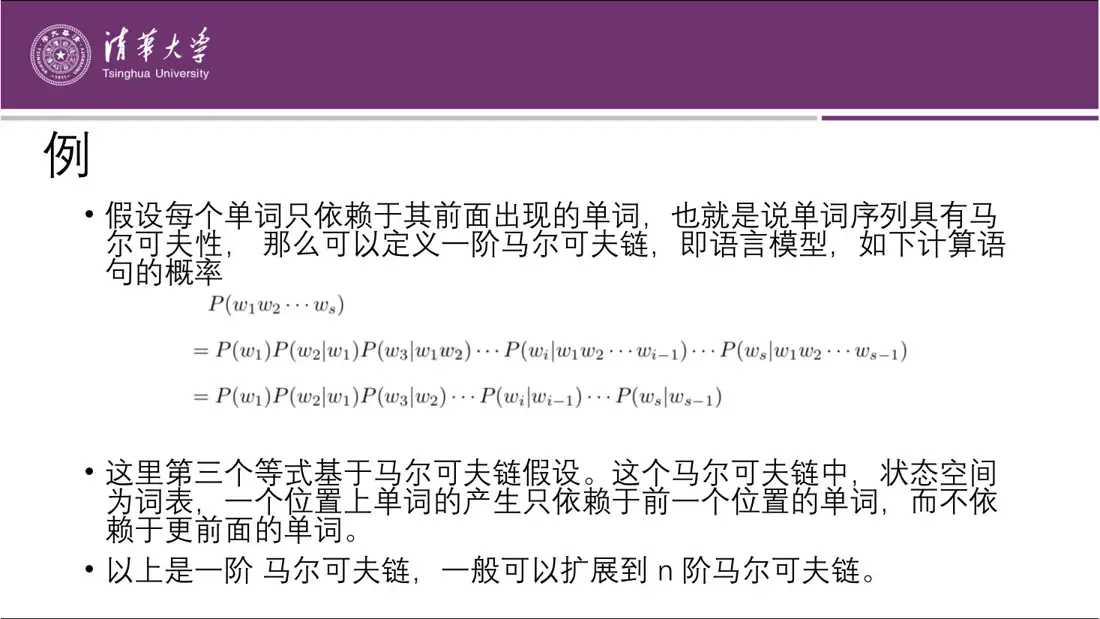 清华大学
Tsinghua University
例
• 假设每个单词只依赖于其前面出现的单词，也就是说单词序列具有马
尔可夫性， 那么可以定义一阶马尔可夫链，即语言模型，如下计算语
句的概率
P(w₁w₂ ⋯ wₛ)
= P(w₁)P(w₂|w₁)P(w₃|w₁w₂) ⋯ P(wᵢ|w₁w₂ ⋯ wᵢ₋₁) ⋯ P(wₛ|w₁w₂ ⋯ wₛ₋₁)
= P(w₁)P(w₂|w₁)P(w₃|w₂) ⋯ P(wᵢ|wᵢ₋₁) ⋯ P(wₛ|wₛ₋₁)
• 这里第三个等式基于马尔可夫链假设。这个马尔可夫链中，状态空间
为词表，一个位置上单词的产生只依赖于前一个位置的单词，而不依
赖于更前面的单词。
• 以上是一阶 马尔可夫链，一般可以扩展到 n 阶马尔可夫链。